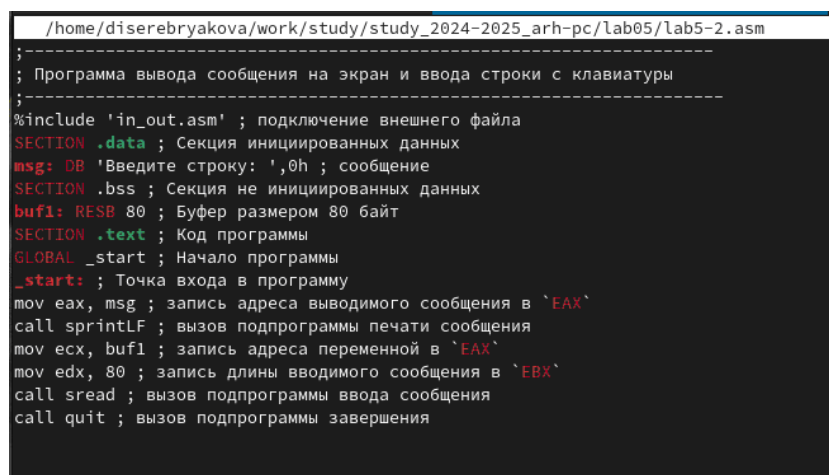 /home/diserebryakova/work/study/study_2024-2025_arh-pc/lab05/lab5-2.asm
;--------------------------------------------------------------------
; Программа вывода сообщения на экран и ввода строки с клавиатуры
;---------------------------------------------------------------------
%include 'in_out.asm' ; подключение внешнего файла
SECTION .data ; Секция инициированных данных
msg: DB 'Введите строку: ',0h ; сообщение
SECTION .bss ; Секция не инициированных данных
buf1: RESB 80 ; Буфер размером 80 байт
SECTION .text ; Код программы
GLOBAL _start ; Начало программы
_start: ; Точка входа в программу
mov eax, msg ; запись адреса выводимого сообщения в `EAX`
call sprintLF ; вызов подпрограммы печати сообщения
mov ecx, buf1 ; запись адреса переменной в `EAX`
mov edx, 80 ; запись длины вводимого сообщения в `EBX`
call sread ; вызов подпрограммы ввода сообщения
call quit ; вызов подпрограммы завершения